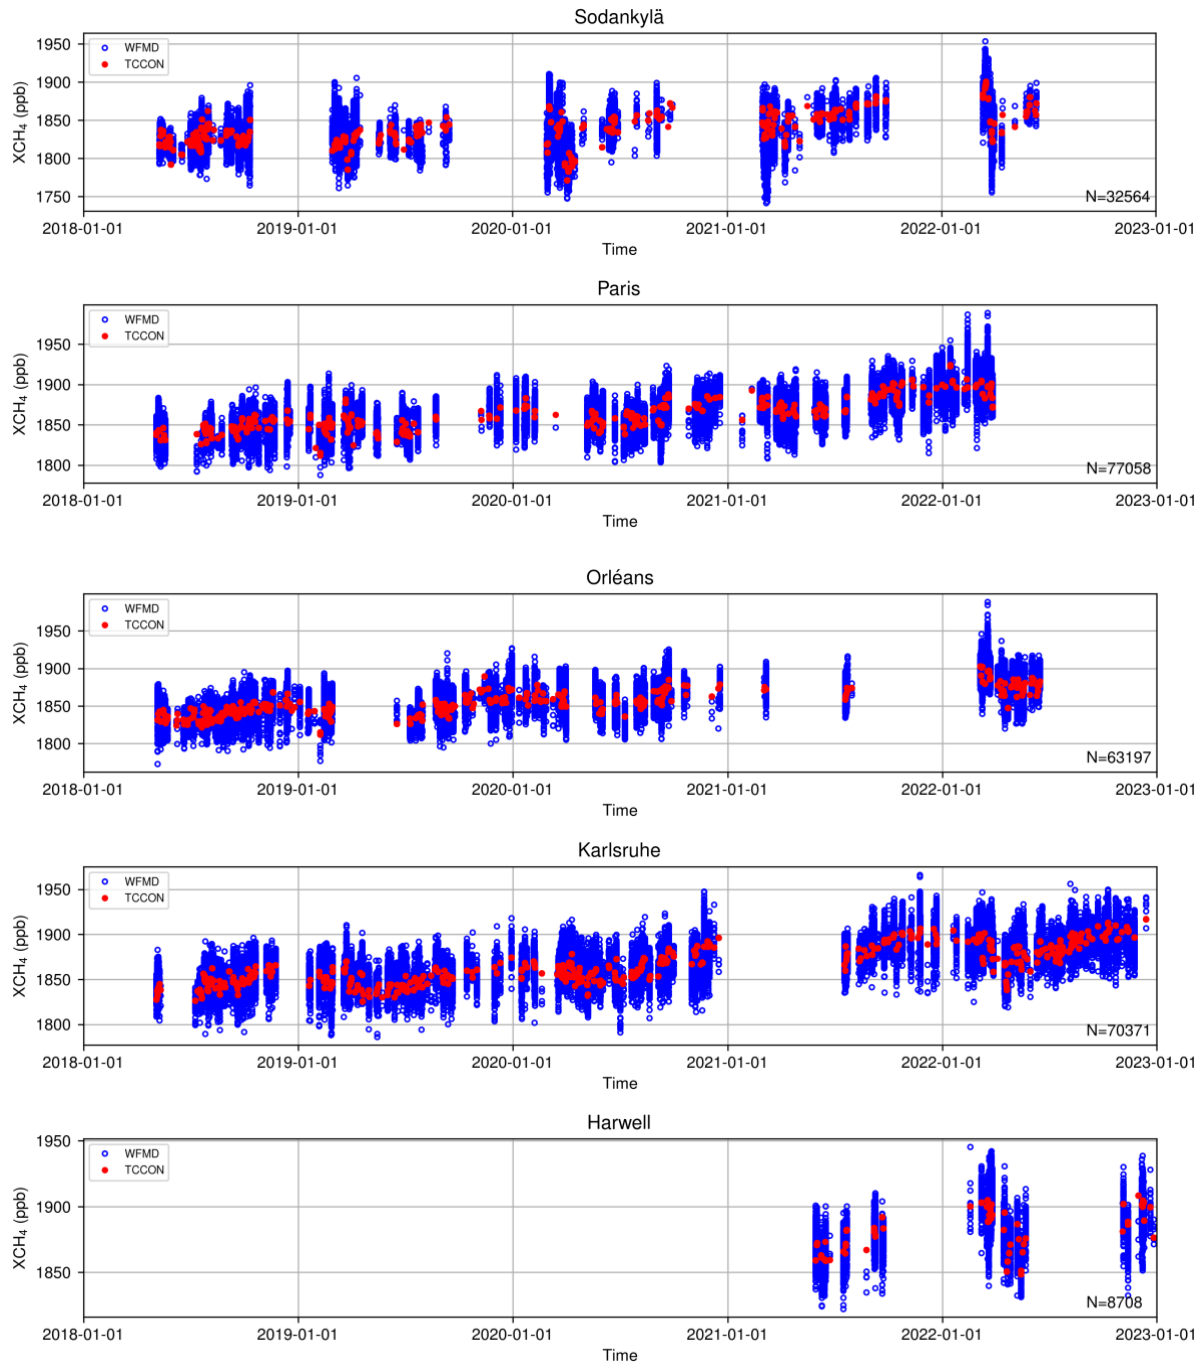 Sodankylä
XCH₄ (ppb)
1950
1900
1850
1800
1750
WFMD
TCCON
N=32564
2018-01-01 2019-01-01 2020-01-01 2021-01-01 2022-01-01 2023-01-01
Time
Paris
XCH₄ (ppb)
1950
1900
1850
1800
WFMD
TCCON
N=77058
2018-01-01 2019-01-01 2020-01-01 2021-01-01 2022-01-01 2023-01-01
Time
Orléans
XCH₄ (ppb)
1950
1900
1850
1800
WFMD
TCCON
N=63197
2018-01-01 2019-01-01 2020-01-01 2021-01-01 2022-01-01 2023-01-01
Time
Karlsruhe
XCH₄ (ppb)
1950
1900
1850
1800
WFMD
TCCON
N=70371
2018-01-01 2019-01-01 2020-01-01 2021-01-01 2022-01-01 2023-01-01
Time
Harwell
XCH₄ (ppb)
1950
1900
1850
WFMD
TCCON
N=8708
2018-01-01 2019-01-01 2020-01-01 2021-01-01 2022-01-01 2023-01-01
Time